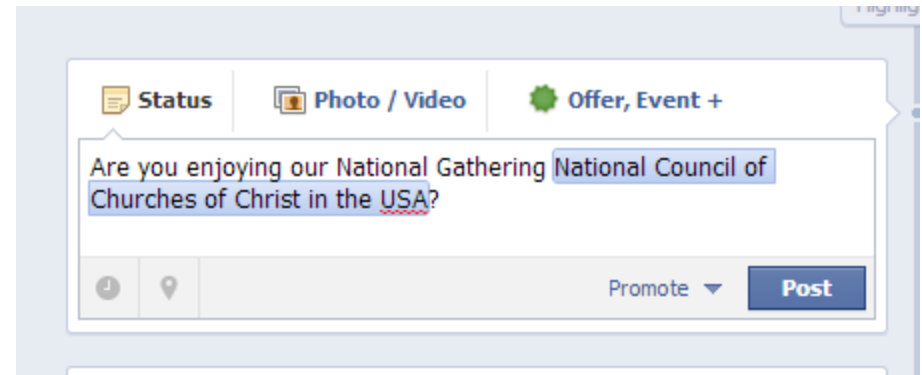 Status
Photo / Video
Offer, Event +
Are you enjoying our National Gathering National Council of
Churches of Christ in the USA?
Promote
Post